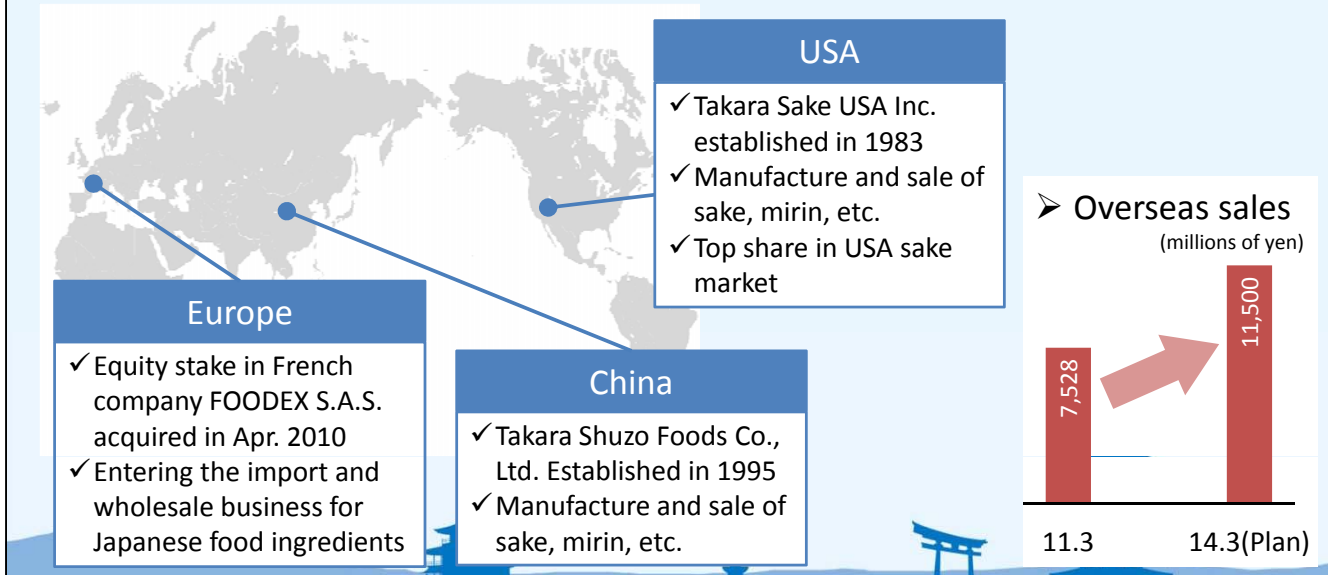 USA
✓Takara Sake USA Inc.
established in 1983
✓Manufacture and sale of
sake, mirin, etc.
✓Top share in USA sake
market
Europe
✓Equity stake in French
company FOODEX S.A.S.
acquired in Apr. 2010
✓Entering the import and
wholesale business for
Japanese food ingredients
China
✓Takara Shuzo Foods Co.,
Ltd. Established in 1995
✓Manufacture and sale of
sake, mirin, etc.
➢ Overseas sales
(millions of yen)
7,528
11,500
11.3
14.3(Plan)